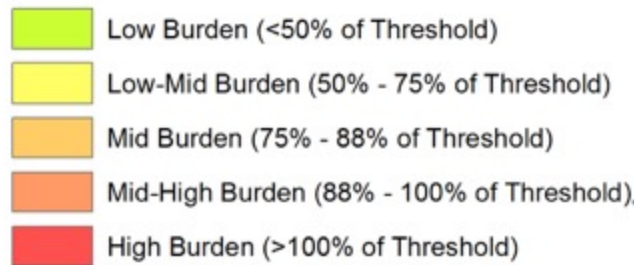 Low Burden (<50% of Threshold)
Low-Mid Burden (50% - 75% of Threshold)
Mid Burden (75% - 88% of Threshold)
Mid-High Burden (88% - 100% of Threshold).
High Burden (>100% of Threshold)